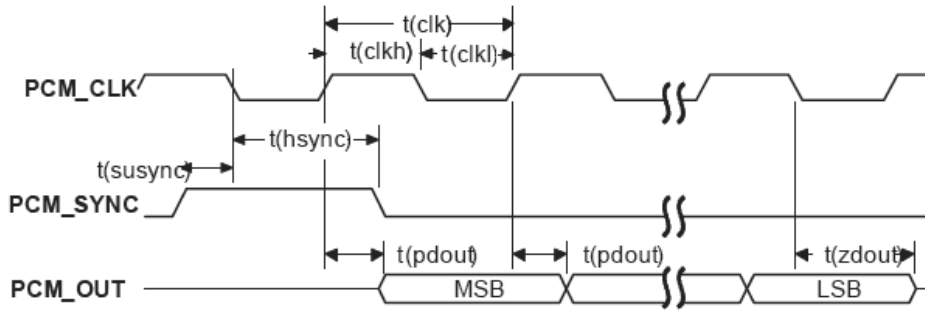 t(clk)
t(clkh) t(clkl)
PCM_CLK
t(hsync)
t(susync)
PCM_SYNC
t(pdout) t(pdout) t(zdout)
PCM_OUT MSB LSB